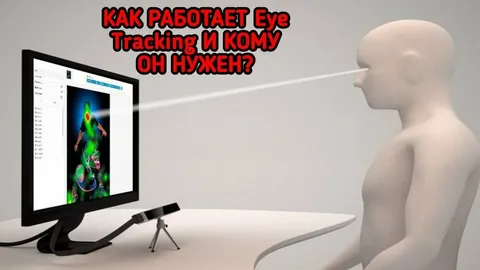 КАК РАБОТАЕТ Eye
Tracking И КОМУ
ОН НУЖЕН?